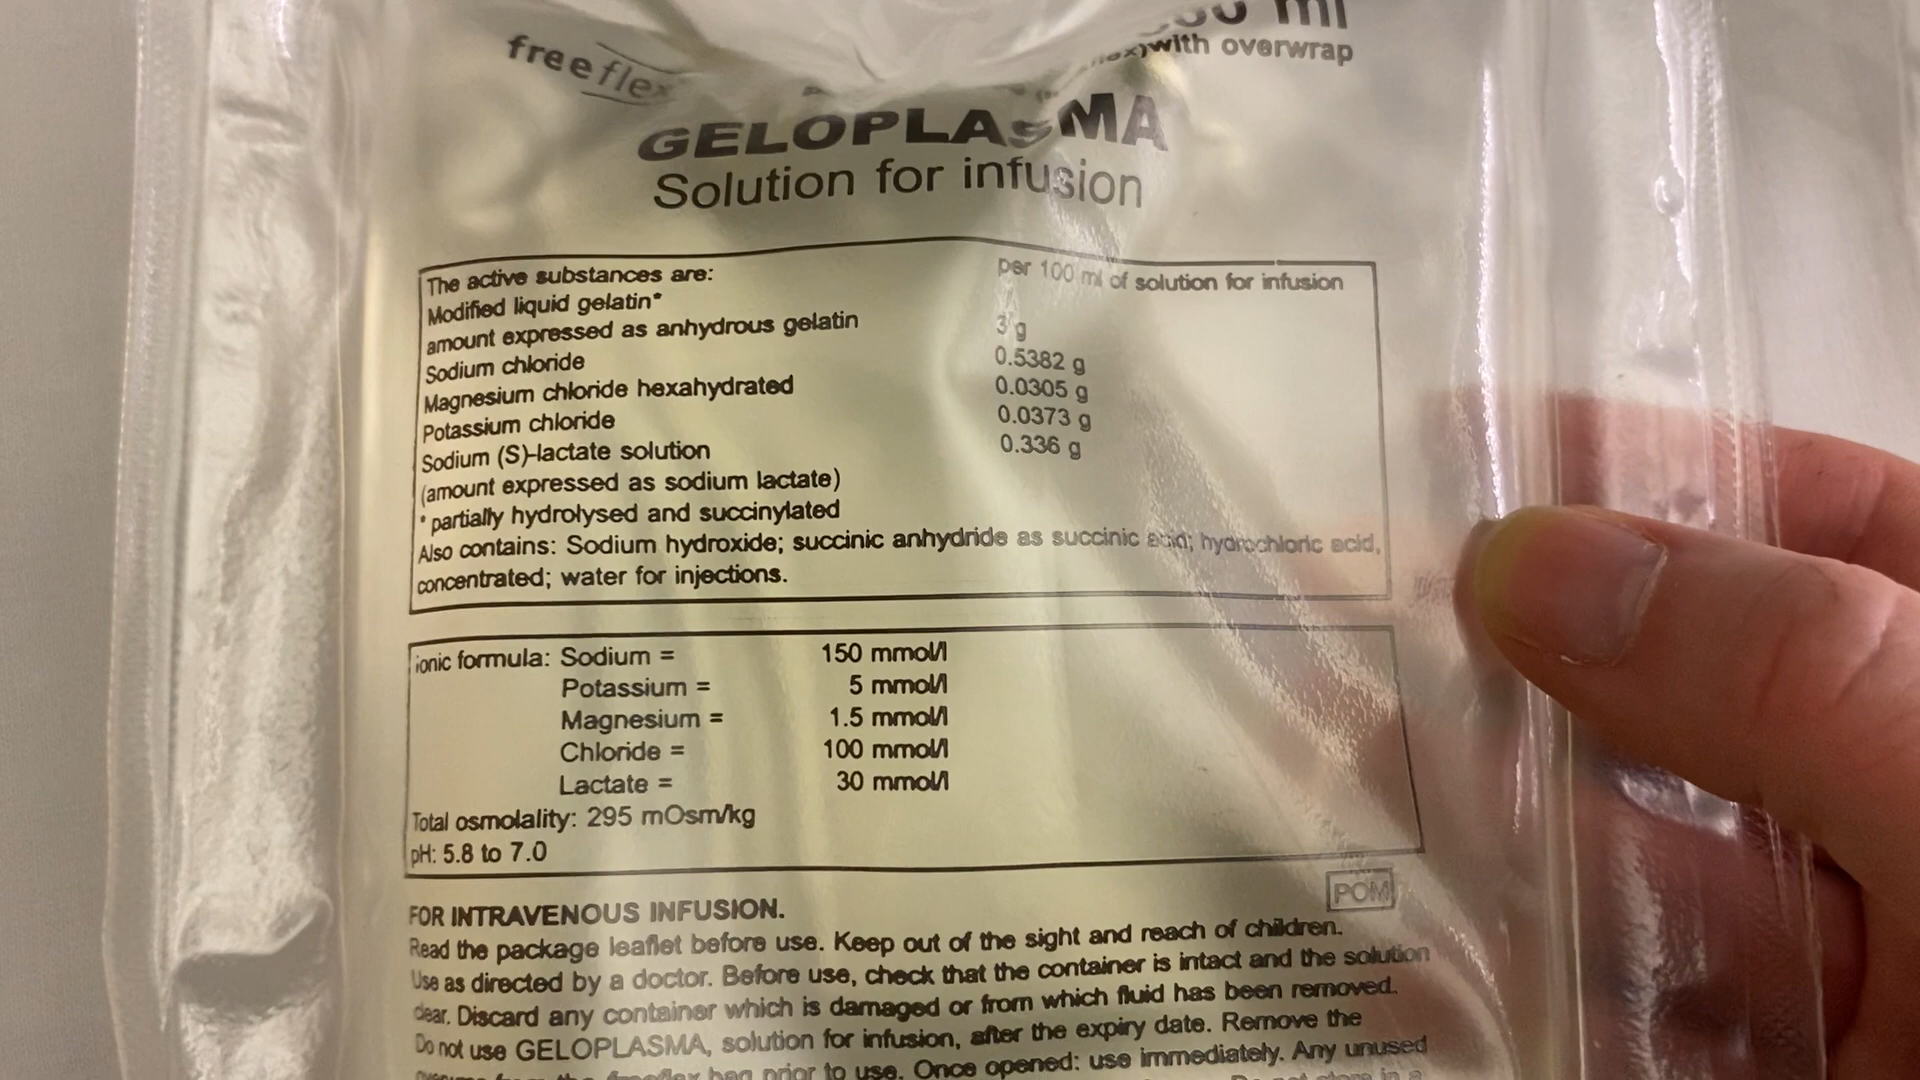 ml
with overwrap
freeflex
GELOPLASMA
Solution for infusion
The active substances are: per 100 ml of solution for infusion
Modified liquid gelatin*
amount expressed as anhydrous gelatin 3 g
Sodium chloride 0.5382 g
Magnesium chloride hexahydrated 0.0305 g
Potassium chloride 0.0373 g
Sodium (S)-lactate solution 0.336 g
(amount expressed as sodium lactate)
* partially hydrolysed and succinylated
Also contains: Sodium hydroxide; succinic anhydride as succinic acid; hydrochloric acid,
concentrated; water for injections.
ionic formula: Sodium = 150 mmol/l
Potassium = 5 mmol/l
Magnesium = 1.5 mmol/l
Chloride = 100 mmol/l
Lactate = 30 mmol/l
Total osmolality: 295 mOsm/kg
pH: 5.8 to 7.0
POM
FOR INTRAVENOUS INFUSION.
Read the package leaflet before use. Keep out of the sight and reach of children.
Use as directed by a doctor. Before use, check that the container is intact and the solution
clear. Discard any container which is damaged or from which fluid has been removed.
Do not use GELOPLASMA, solution for infusion, after the expiry date. Remove the
freeflex bag prior to use. Once opened: use immediately. Any unused